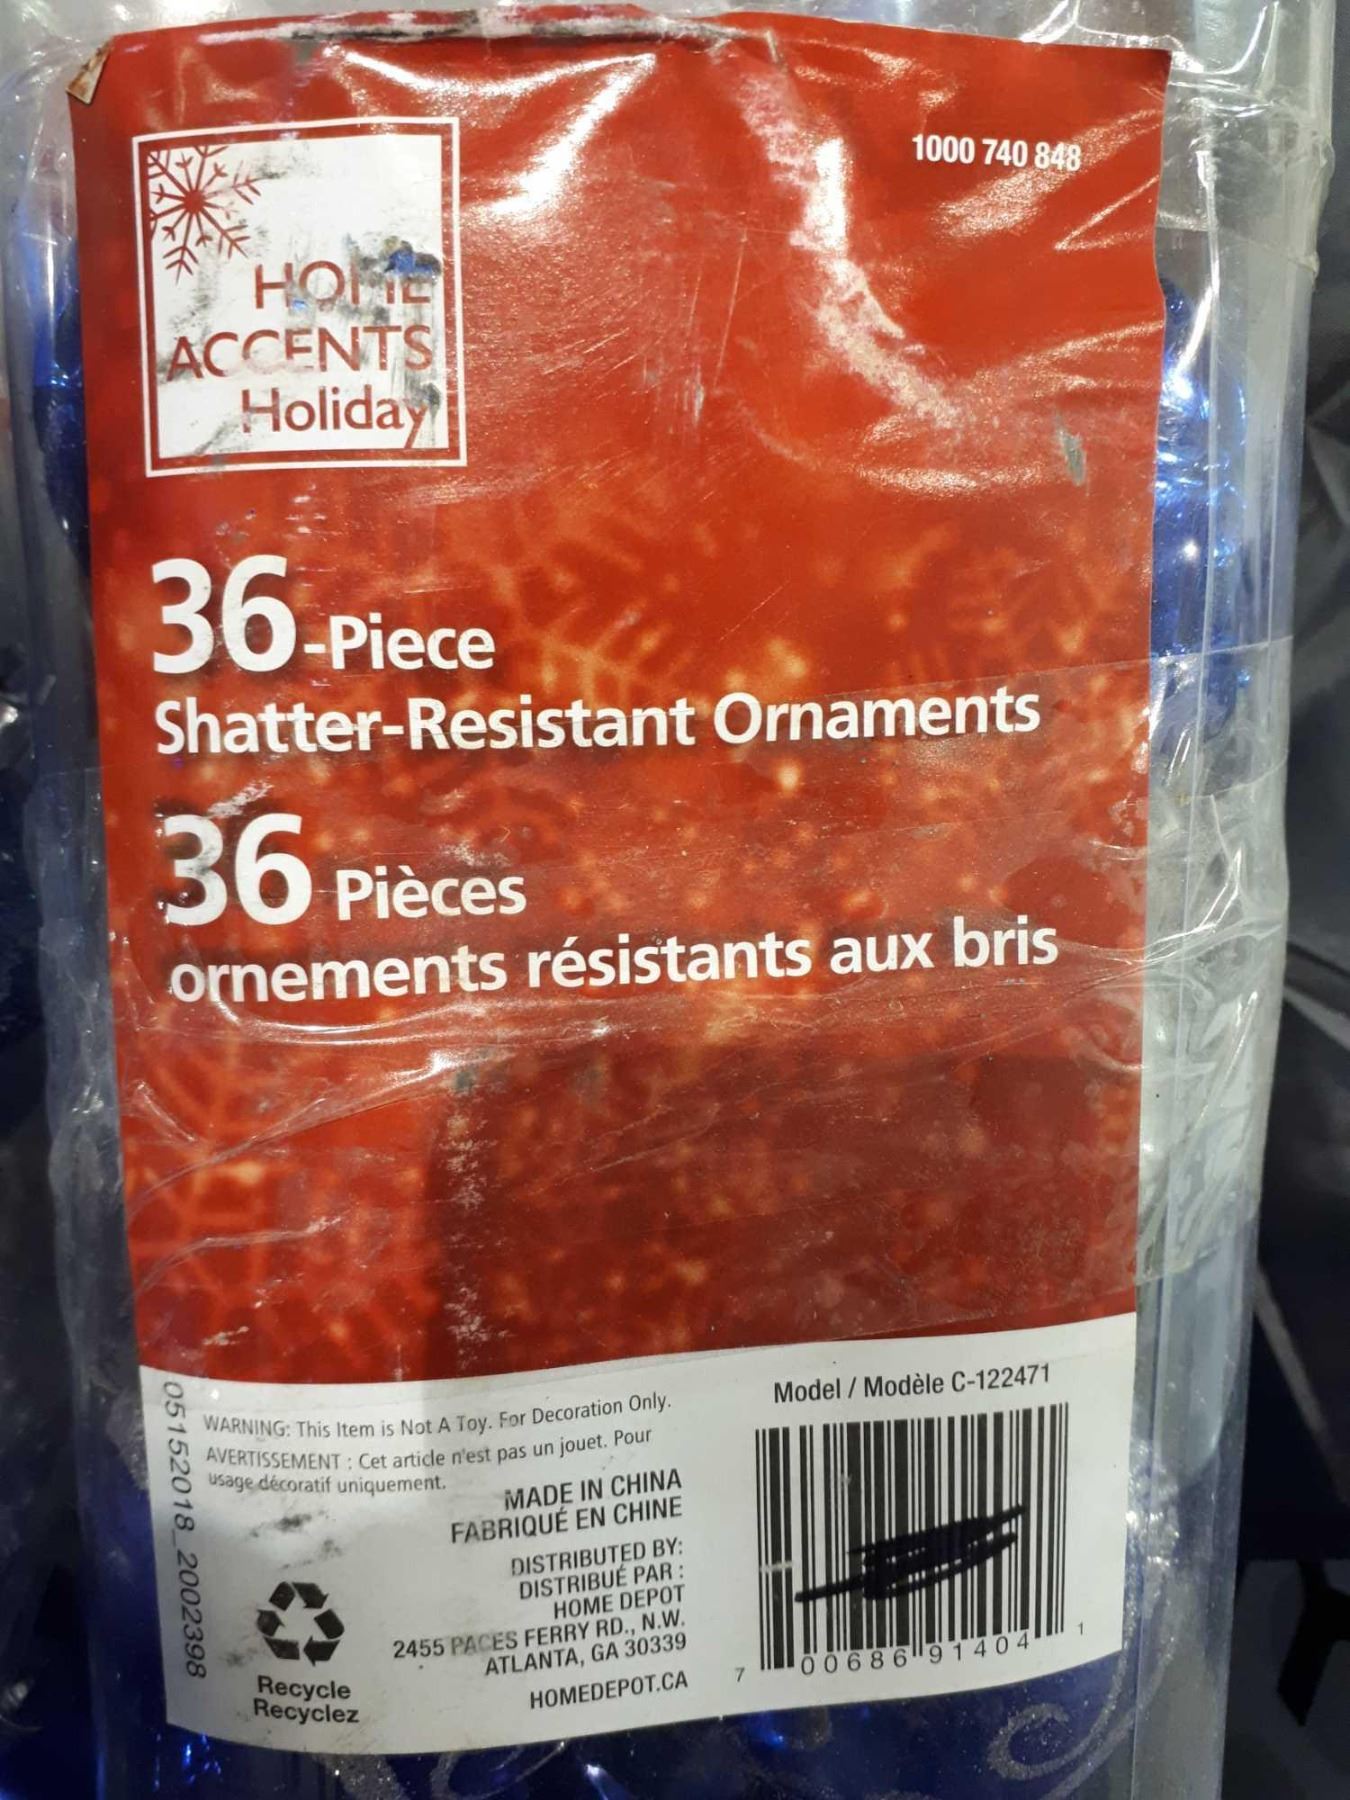 1000 740 848
HOME
ACCENTS
Holiday
36-Piece
Shatter-Resistant Ornaments
36 Pièces
ornements résistants aux bris
Model / Modèle C-122471
WARNING: This Item is Not A Toy. For Decoration Only.
AVERTISSEMENT : Cet article n'est pas un jouet. Pour
usage décoratif uniquement.
MADE IN CHINA
FABRIQUÉ EN CHINE
DISTRIBUTED BY:
DISTRIBUÉ PAR :
HOME DEPOT
2455 PACES FERRY RD., N.W.
ATLANTA, GA 30339
HOMEDEPOT.CA
Recycle
Recyclez
05152018_2002398
7 00686 91404 1